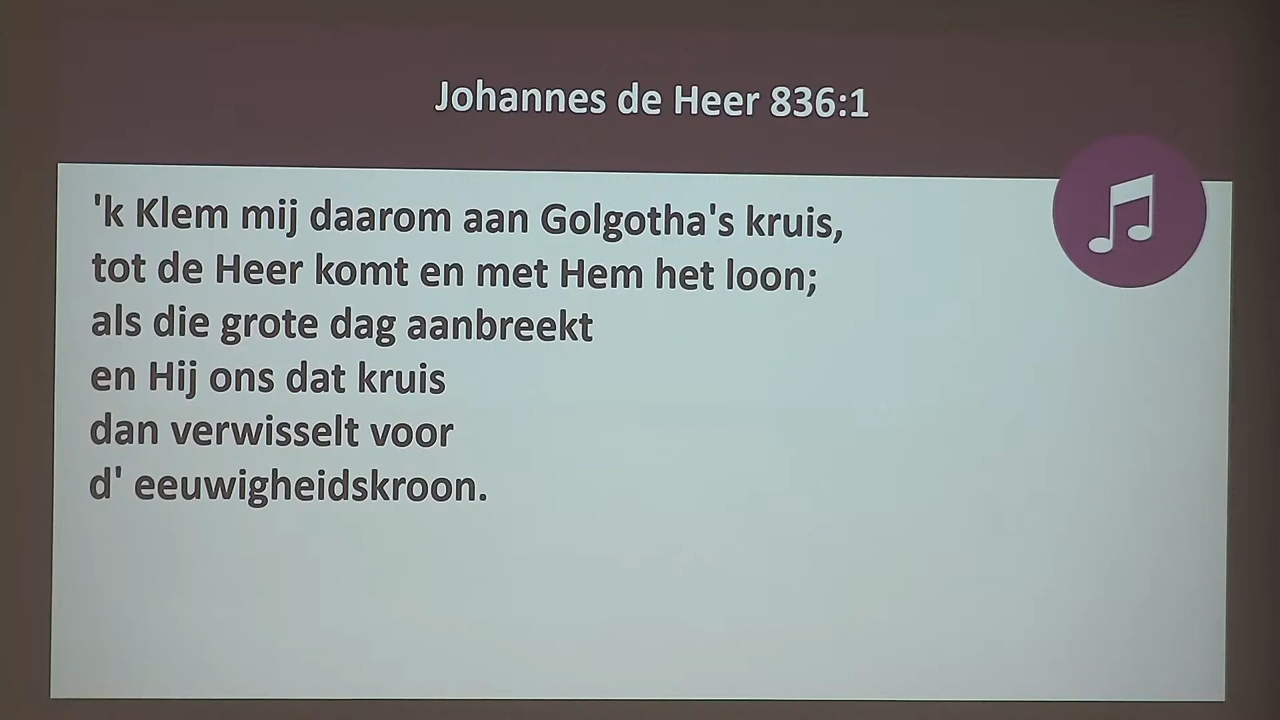 Johannes de Heer 836:1
'k Klem mij daarom aan Golgotha's kruis,
tot de Heer komt en met Hem het loon;
als die grote dag aanbreekt
en Hij ons dat kruis
dan verwisselt voor
d' eeuwigheidskroon.